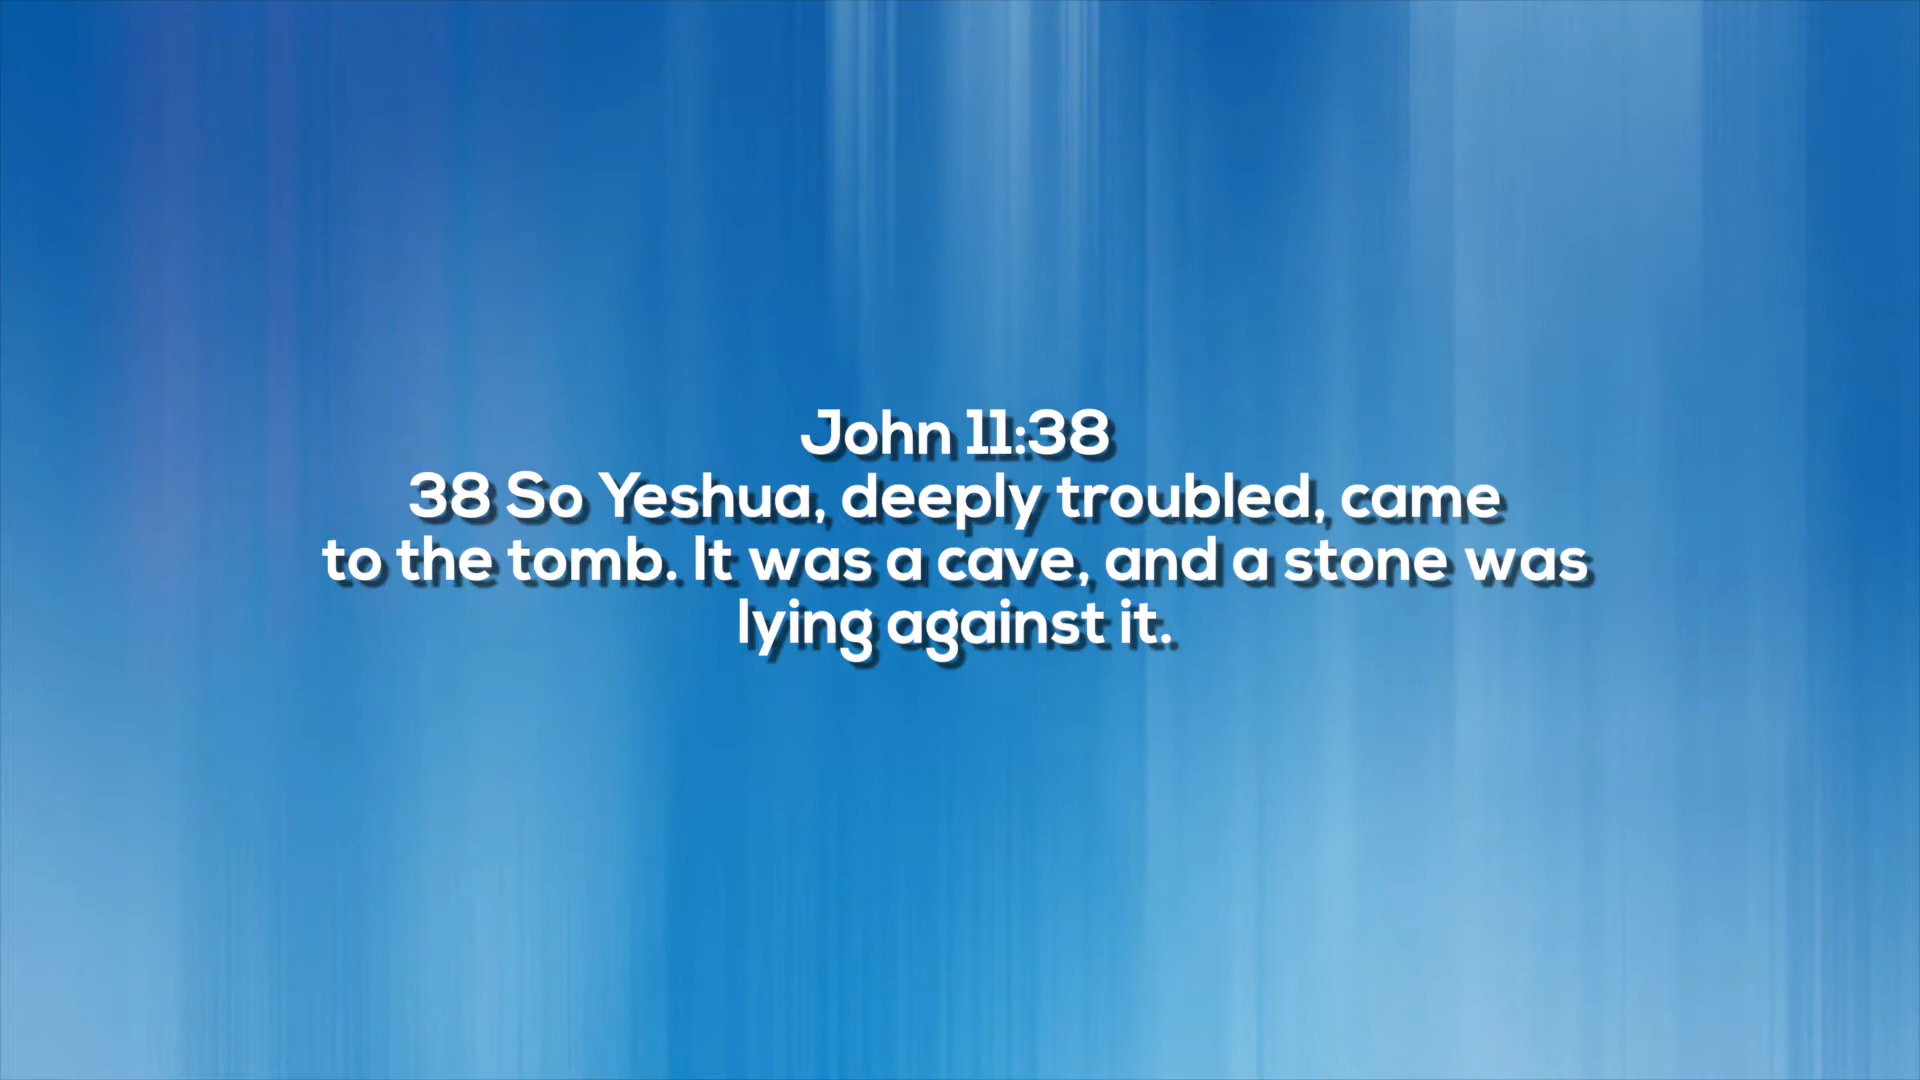 John 11:38
38 So Yeshua, deeply troubled, came
to the tomb. It was a cave, and a stone was
lying against it.